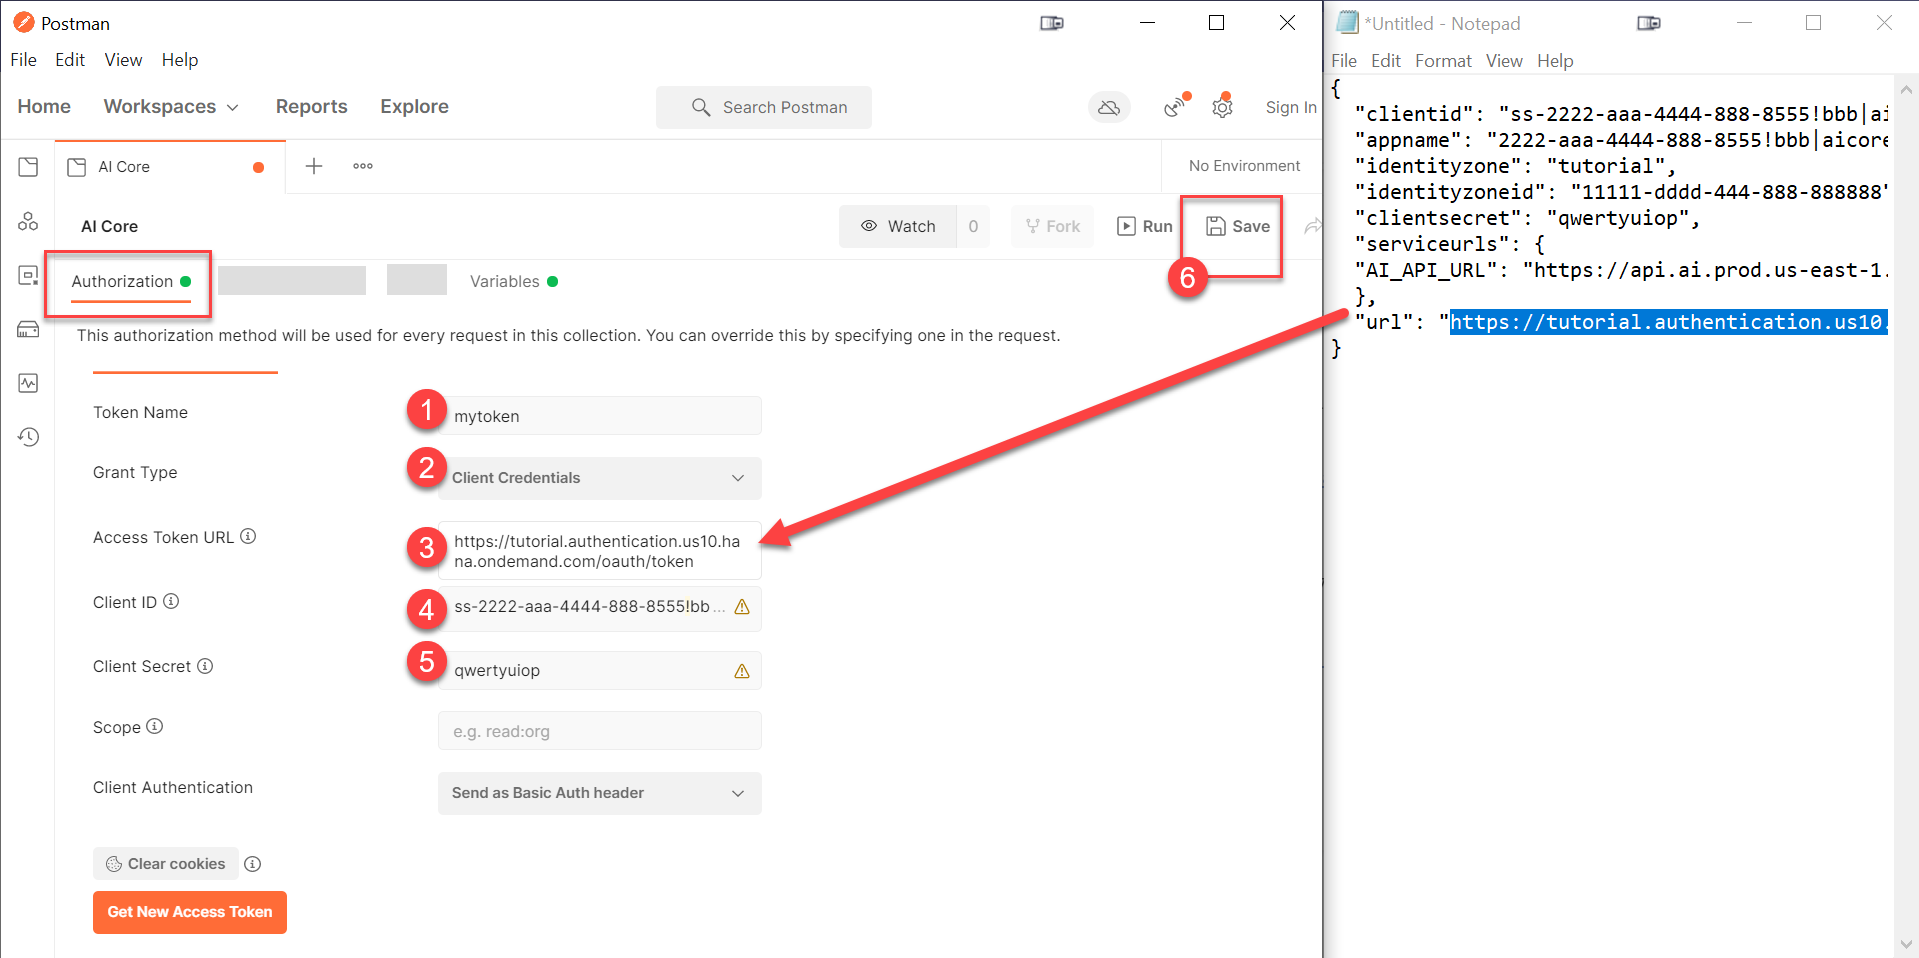 Postman
File Edit View Help
Home Workspaces Reports Explore
Search Postman
Sign In
AI Core
No Environment
AI Core
Watch 0
Fork
Run
Save
6
Authorization
Variables
This authorization method will be used for every request in this collection. You can override this by specifying one in the request.
Token Name
1
mytoken
Grant Type
2
Client Credentials
Access Token URL
3
https://tutorial.authentication.us10.ha
na.ondemand.com/oauth/token
Client ID
4
ss-2222-aaa-4444-888-8555!bb ...
Client Secret
5
qwertyuiop
Scope
e.g. read:org
Client Authentication
Send as Basic Auth header
Clear cookies
Get New Access Token
*Untitled - Notepad
File Edit Format View Help
{
"clientid": "ss-2222-aaa-4444-888-8555!bbb|ai
"appname": "2222-aaa-4444-888-8555!bbb|aicore
"identityzone": "tutorial",
"identityzoneid": "11111-dddd-444-888-888888"
"clientsecret": "qwertyuiop",
"serviceurls": {
"AI_API_URL": "https://api.ai.prod.us-east-1.
},
"url": "https://tutorial.authentication.us10.
}